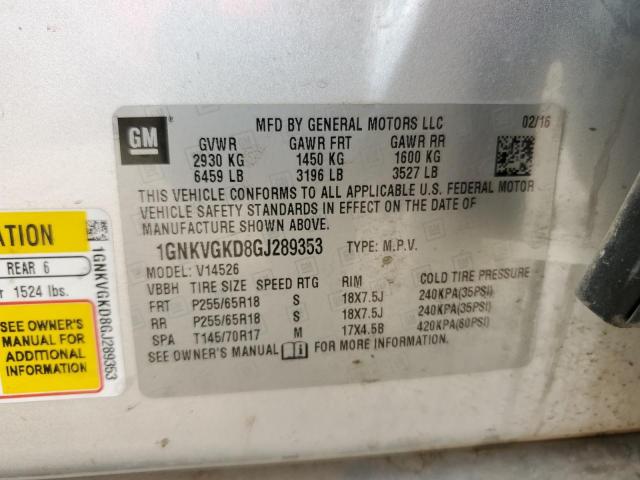 GM
MFD BY GENERAL MOTORS LLC 02/16
GVWR GAWR FRT GAWR RR
2930 KG 1450 KG 1600 KG
6459 LB 3196 LB 3527 LB
THIS VEHICLE CONFORMS TO ALL APPLICABLE U.S. FEDERAL MOTOR
VEHICLE SAFETY STANDARDS IN EFFECT ON THE DATE OF
MANUFACTURE SHOWN ABOVE.
1GNKVGKD8GJ289353 TYPE: M.P.V.
MODEL: V14526
VBBH TIRE SIZE SPEED RTG RIM COLD TIRE PRESSURE
FRT P255/65R18 S 18X7.5J 240KPA(35PSI)
RR P255/65R18 S 18X7.5J 240KPA(35PSI)
SPA T145/70R17 M 17X4.5B 420KPA(60PSI)
SEE OWNER'S MANUAL FOR MORE INFORMATION.
ATION
REAR 6
1524 lbs.
SEE OWNER'S
MANUAL FOR
ADDITIONAL
INFORMATION
1GNKVGKD8GJ289353